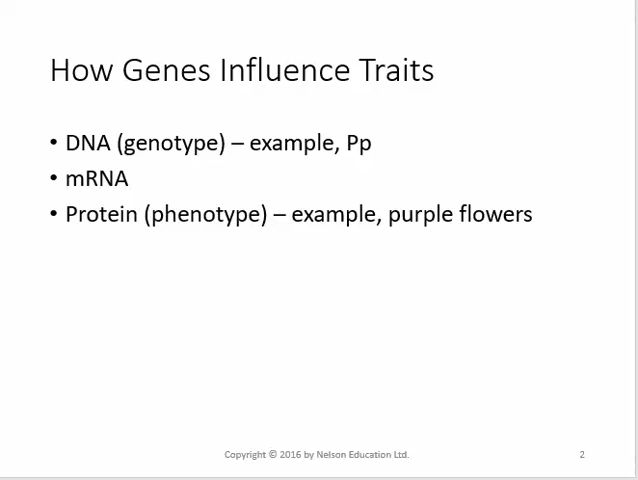 How Genes Influence Traits
• DNA (genotype) – example, Pp
• mRNA
• Protein (phenotype) – example, purple flowers
Copyright © 2016 by Nelson Education Ltd.
2